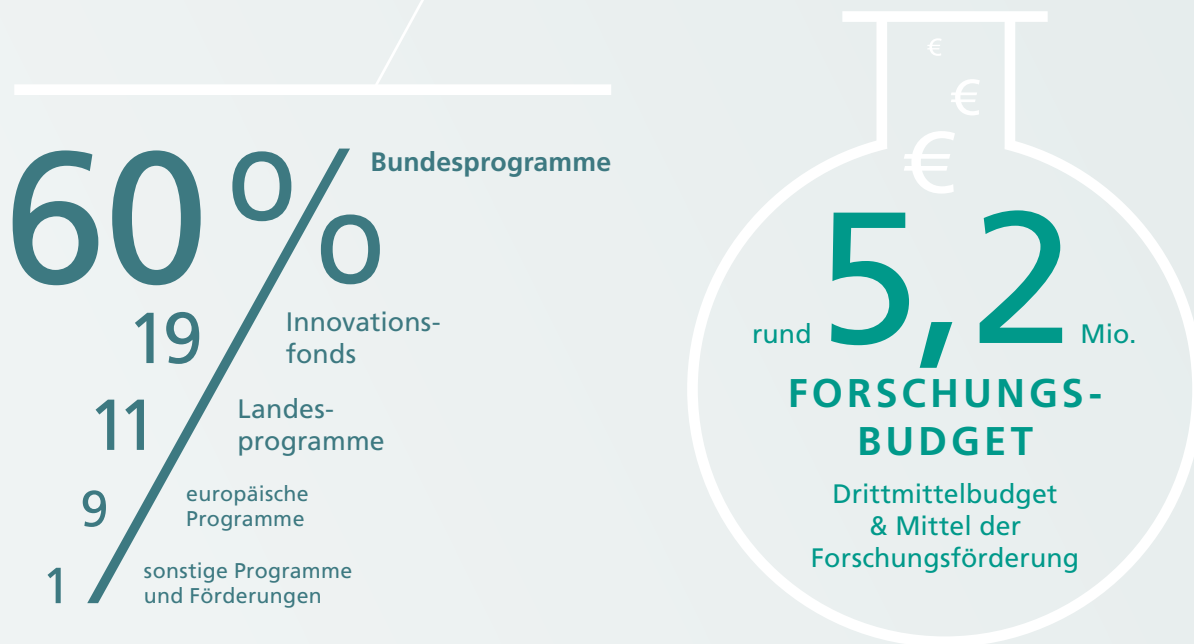 60% Bundesprogramme
19 Innovations-
fonds
11 Landes-
programme
9 europäische
Programme
1 sonstige Programme
und Förderungen
€
€
€
rund 5,2 Mio.
FORSCHUNGS-
BUDGET
Drittmittelbudget
& Mittel der
Forschungsförderung